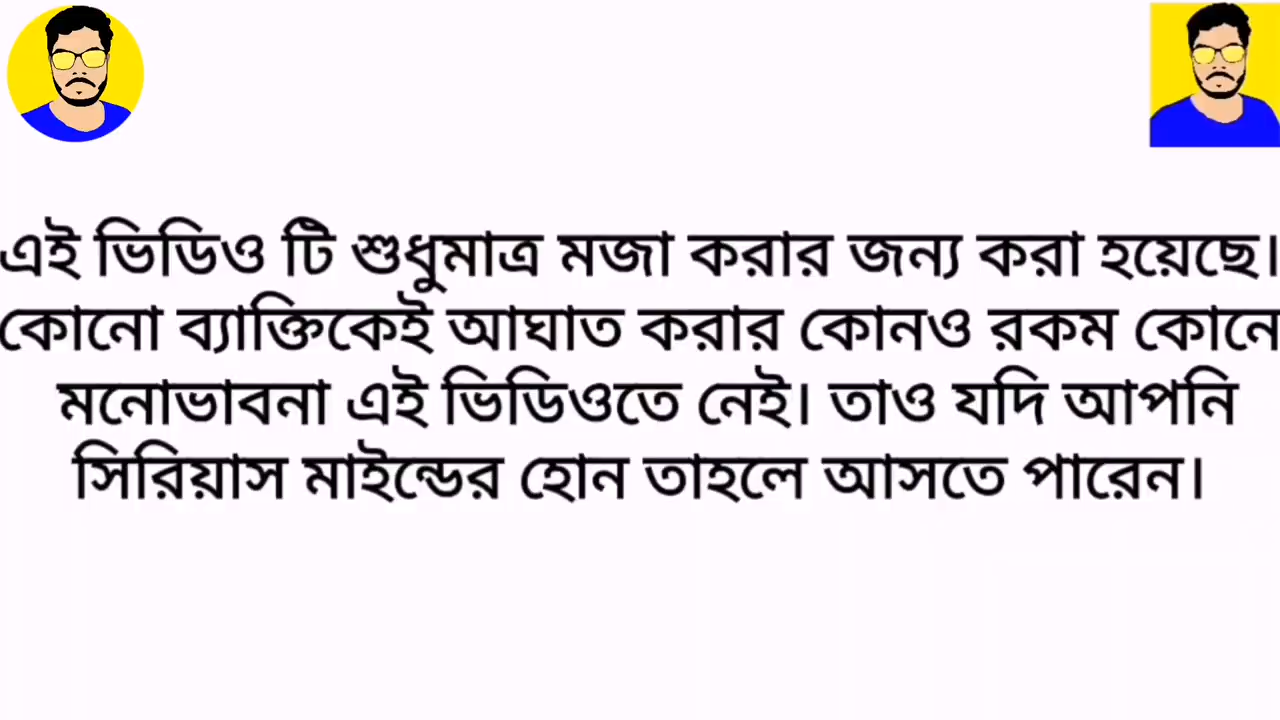 এই ভিডিও টি শুধুমাত্র মজা করার জন্য করা হয়েছে।
কোনো ব্যাক্তিকেই আঘাত করার কোনও রকম কোনে
মনোভাবনা এই ভিডিওতে নেই। তাও যদি আপনি
সিরিয়াস মাইন্ডের হোন তাহলে আসতে পারেন।